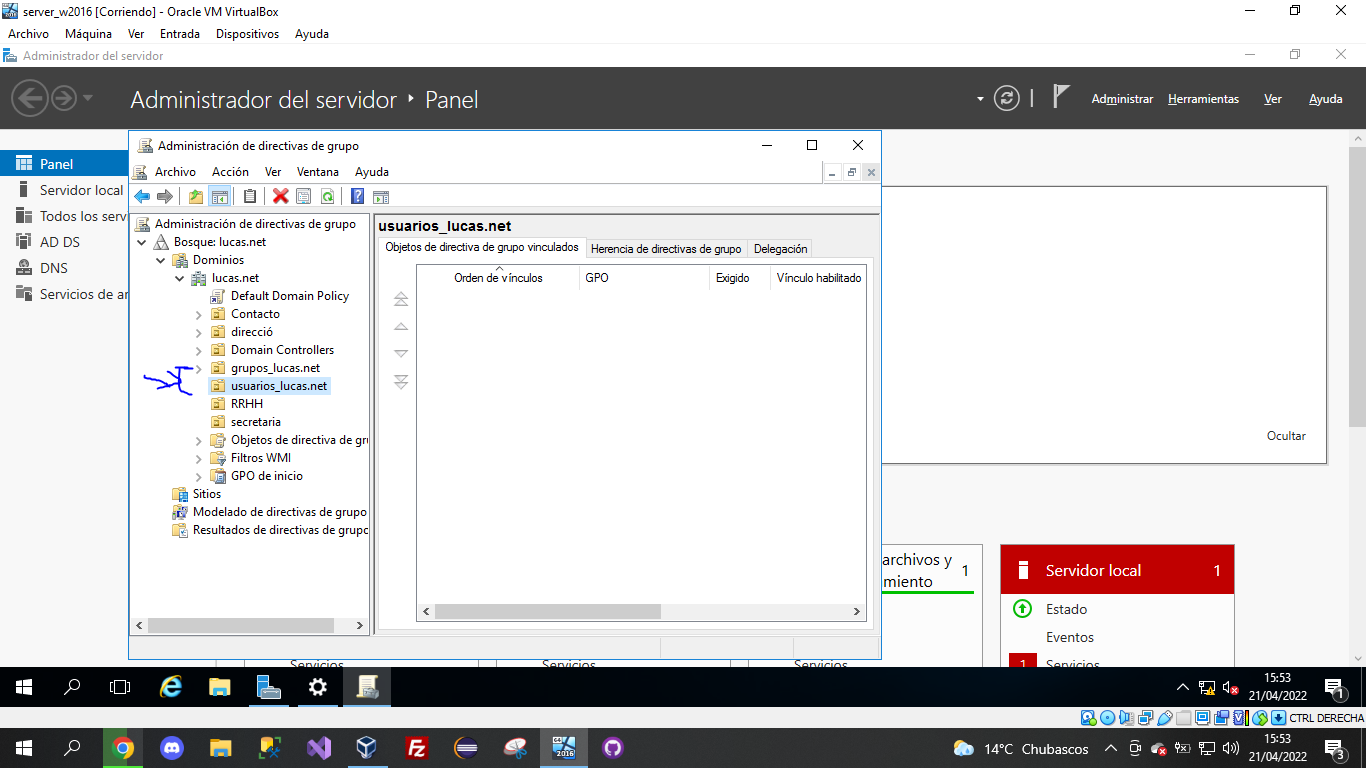 server_w2016 [Corriendo] - Oracle VM VirtualBox
Archivo Máquina Ver Entrada Dispositivos Ayuda
Administrador del servidor
Administrador del servidor ‣ Panel
Administrar Herramientas Ver Ayuda
Panel
Servidor local
Todos los serv
AD DS
DNS
Servicios de ar
Administración de directivas de grupo
Archivo Acción Ver Ventana Ayuda
Administración de directivas de grupo
Bosque: lucas.net
Dominios
lucas.net
Default Domain Policy
Contacto
direcció
Domain Controllers
grupos_lucas.net
usuarios_lucas.net
RRHH
secretaria
Objetos de directiva de gru
Filtros WMI
GPO de inicio
Sitios
Modelado de directivas de grupo
Resultados de directivas de grupo
usuarios_lucas.net
Objetos de directiva de grupo vinculados Herencia de directivas de grupo Delegación
Orden de vínculos GPO Exigido Vínculo habilitado
Ocultar
archivos y
miento 1
Servidor local 1
Estado
Eventos
1 Servicios
Servicios Servicios Servicios
15:53
21/04/2022
1
CTRL DERECHA
2016
14°C Chubascos
15:53
21/04/2022
3